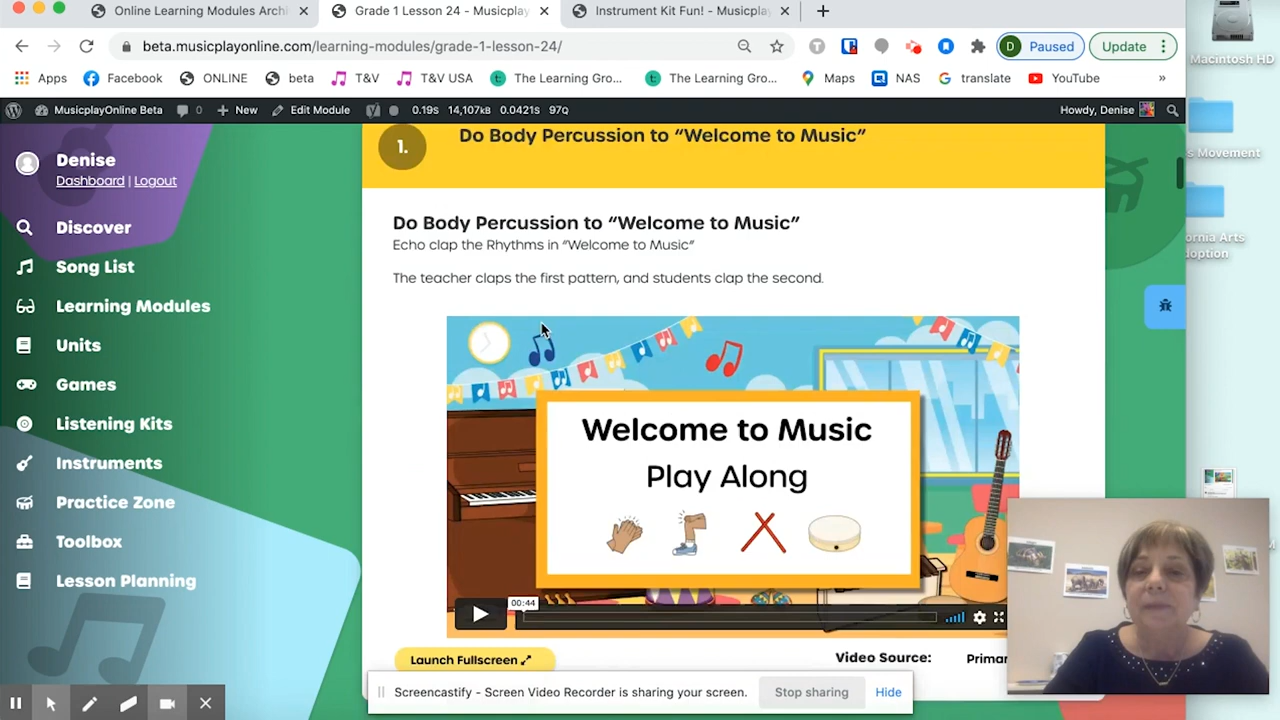 Online Learning Modules Archi
Grade 1 Lesson 24 - Musicplay
Instrument Kit Fun! - Musicplay
beta.musicplayonline.com/learning-modules/grade-1-lesson-24/
T
D
Paused
Update
Macintosh HD
Apps
Facebook
ONLINE
beta
T&V
T&V USA
The Learning Gro...
The Learning Gro...
Maps
NAS
translate
YouTube
»
MusicplayOnline Beta
0
New
Edit Module
0.19s
14,107kB
0.0421s
97Q
Howdy, Denise
s Movement
ornia Arts
doption
Denise
Dashboard | Logout
Discover
Song List
Learning Modules
Units
Games
Listening Kits
Instruments
Practice Zone
Toolbox
Lesson Planning
1.
Do Body Percussion to “Welcome to Music”
Do Body Percussion to “Welcome to Music”
Echo clap the Rhythms in “Welcome to Music”
The teacher claps the first pattern, and students clap the second.
Welcome to Music
Play Along
00:44
Launch Fullscreen
Video Source:
Primar
Screencastify - Screen Video Recorder is sharing your screen.
Stop sharing
Hide